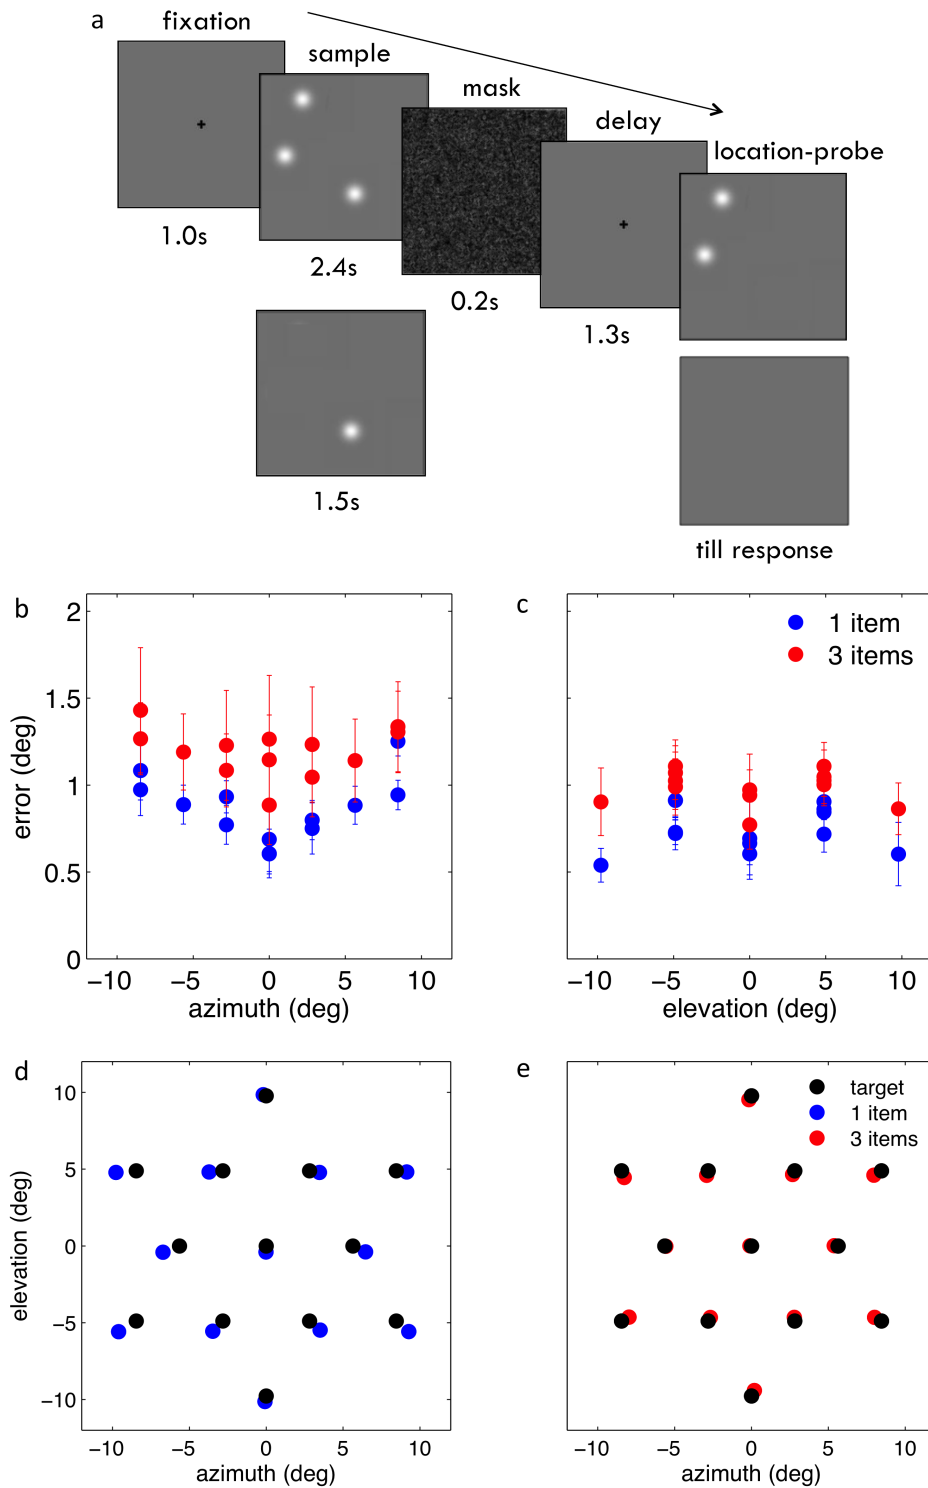 a
fixation
sample
mask
delay
location-probe
1.0s
2.4s
0.2s
1.3s
1.5s
till response
b
2
1.5
1
0.5
0
error (deg)
−10
−5
0
5
10
azimuth (deg)
c
1 item
3 items
−10
−5
0
5
10
elevation (deg)
d
10
5
0
−5
−10
elevation (deg)
−10
−5
0
5
10
azimuth (deg)
e
target
1 item
3 items
−10
−5
0
5
10
azimuth (deg)